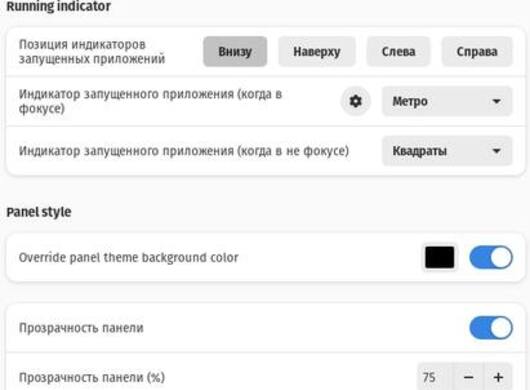 Running indicator
Позиция индикаторов
запущенных приложений
Внизу
Наверху
Слева
Справа
Индикатор запущенного приложения (когда в
фокусе)
Метро
Индикатор запущенного приложения (когда в не фокусе)
Квадраты
Panel style
Override panel theme background color
Прозрачность панели
Прозрачность панели (%)
75 − +